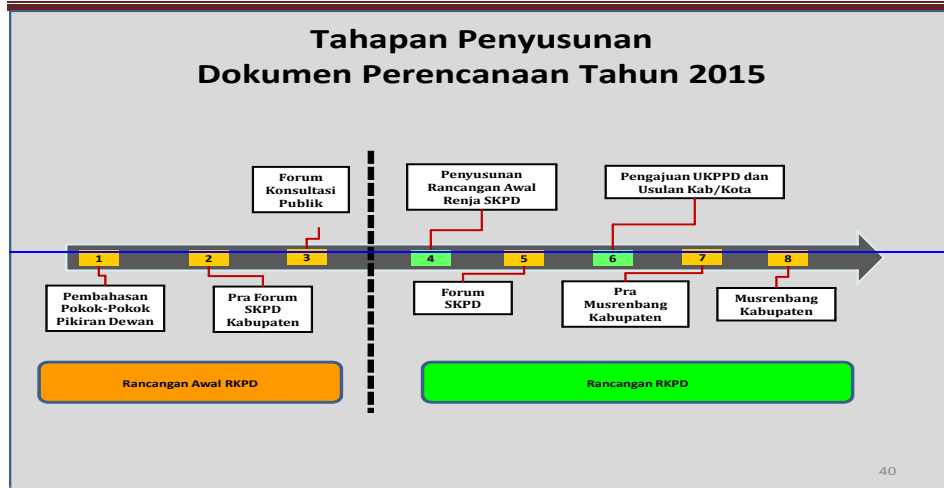 Tahapan Penyusunan
Dokumen Perencanaan Tahun 2015
Forum
Konsultasi
Publik
Penyusunan
Rancangan Awal
Renja SKPD
Pengajuan UKPPD dan
Usulan Kab/Kota
1
2
3
4
5
6
7
8
Pembahasan
Pokok-Pokok
Pikiran Dewan
Pra Forum
SKPD
Kabupaten
Forum
SKPD
Pra
Musrenbang
Kabupaten
Musrenbang
Kabupaten
Rancangan Awal RKPD
Rancangan RKPD
40